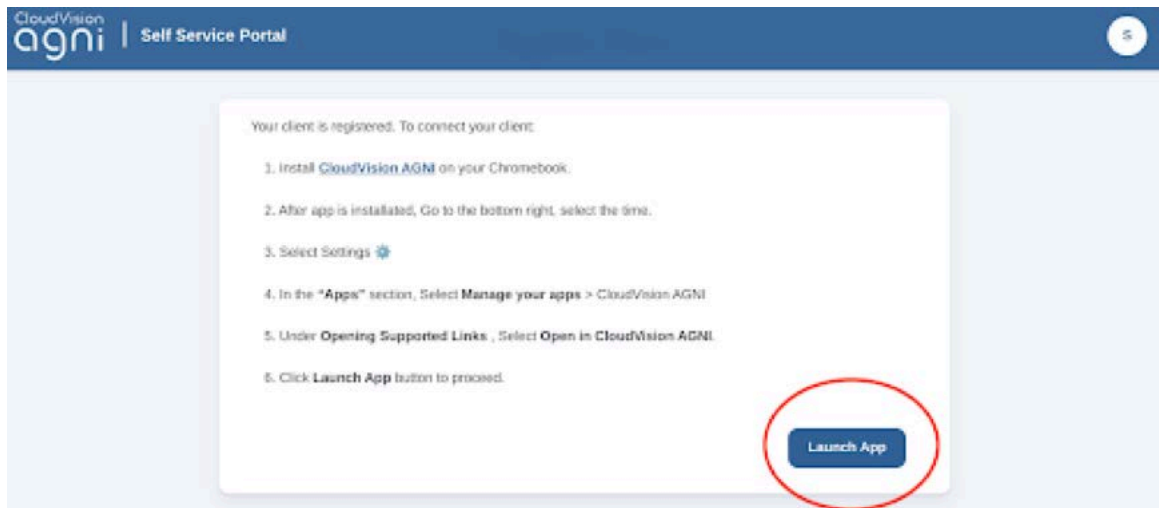 CloudVision
agni | Self Service Portal
S
Your client is registered. To connect your client:
1. Install CloudVision AGNI on your Chromebook.
2. After app is installated, Go to the bottom right, select the time.
3. Select Settings ⚙️
4. In the "Apps" section, Select Manage your apps > CloudVision AGNI
5. Under Opening Supported Links , Select Open in CloudVision AGNI.
6. Click Launch App button to proceed.
Launch App